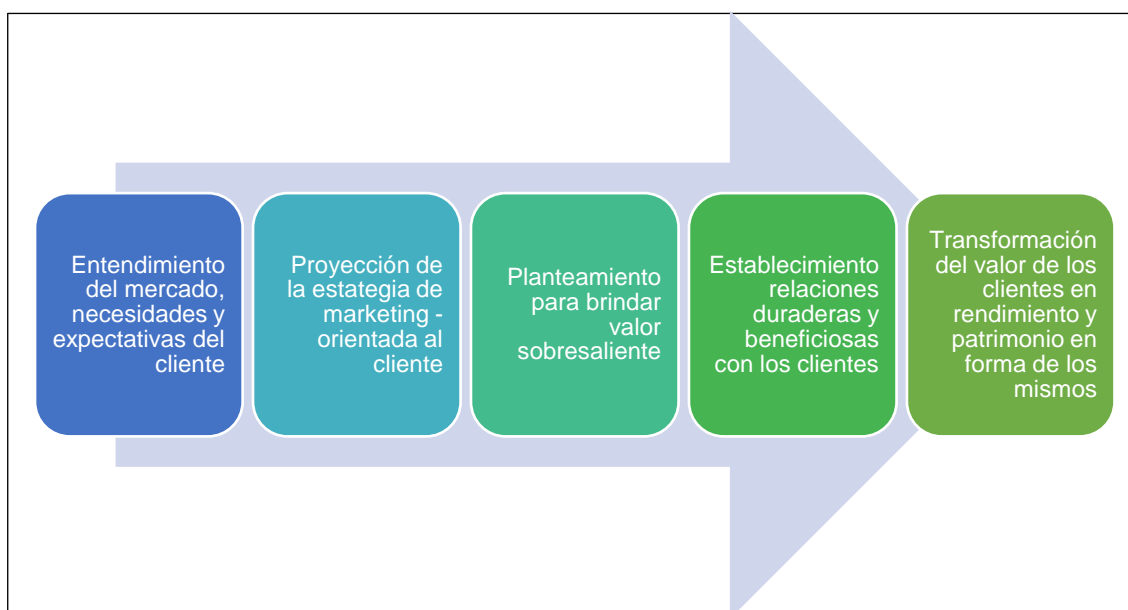 Entendimiento
del mercado,
necesidades y
expectativas del
cliente
Proyección de
la estategia de
marketing -
orientada al
cliente
Planteamiento
para brindar
valor
sobresaliente
Establecimiento
relaciones
duraderas y
beneficiosas
con los clientes
Transformación
del valor de los
clientes en
rendimiento y
patrimonio en
forma de los
mismos